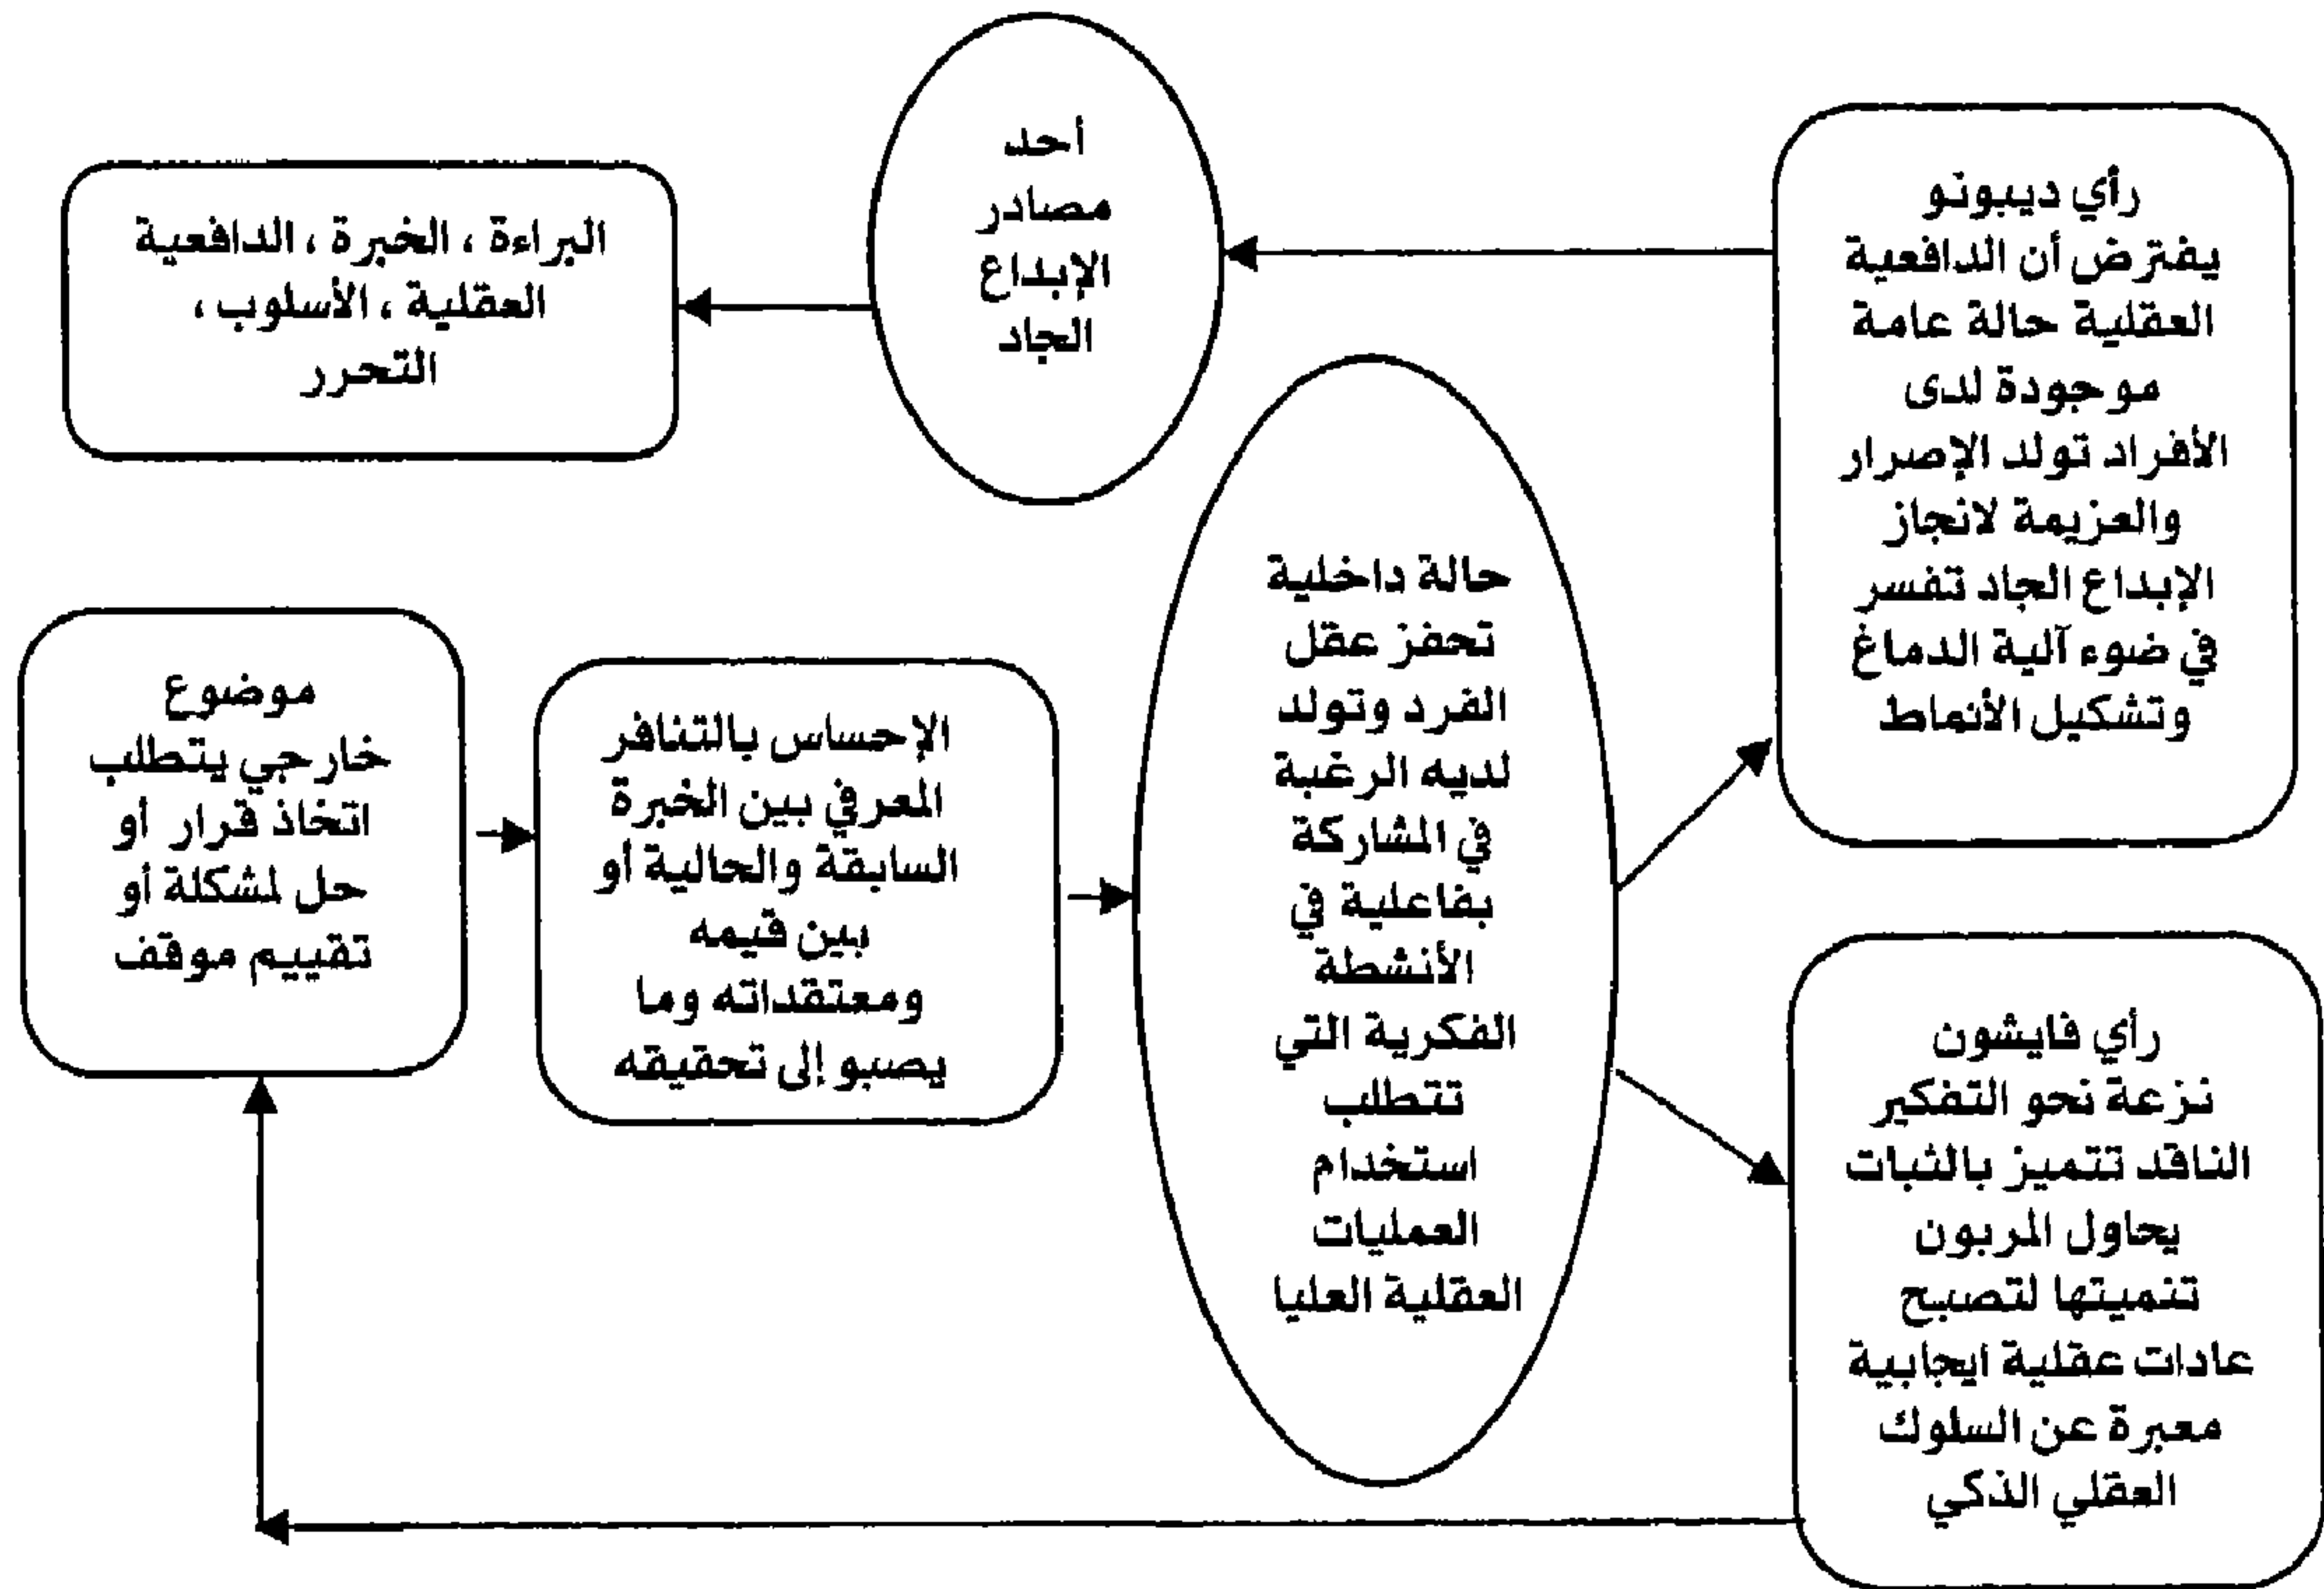 أحد
مصادر
الإبداع
الجاد
البراءة ، الخبرة ، الدافعية
العقلية ، الأسلوب ،
التحرر
رأي ديبونو
يفترض أن الدافعية
العقلية حالة عامة
موجودة لدى
الأفراد تولد الإصرار
والعزيمة لانجاز
الإبداع الجاد تفسر
في ضوء آلية الدماغ
وتشكيل الأنماط
موضوع
خارجي يتطلب
اتخاذ قرار او
حل لمشكلة أو
تقييم موقف
الإحساس بالتنافر
المعرفي بين الخبرة
السابقة والحالية أو
بين قيمه
ومعتقداته وما
يصبو إلى تحقيقه
حالة داخلية
تحفز عقل
الفرد وتولد
لديه الرغبة
في المشاركة
بفاعلية في
الأنشطة
الفكرية التي
تتطلب
استخدام
العمليات
العقلية العليا
رأي فايشون
نزعة نحو التفكير
الناقد تتميز بالثبات
يحاول المربون
تنميتها لتصبح
عادات عقلية ايجابية
معبرة عن السلوك
العقلي الذكي